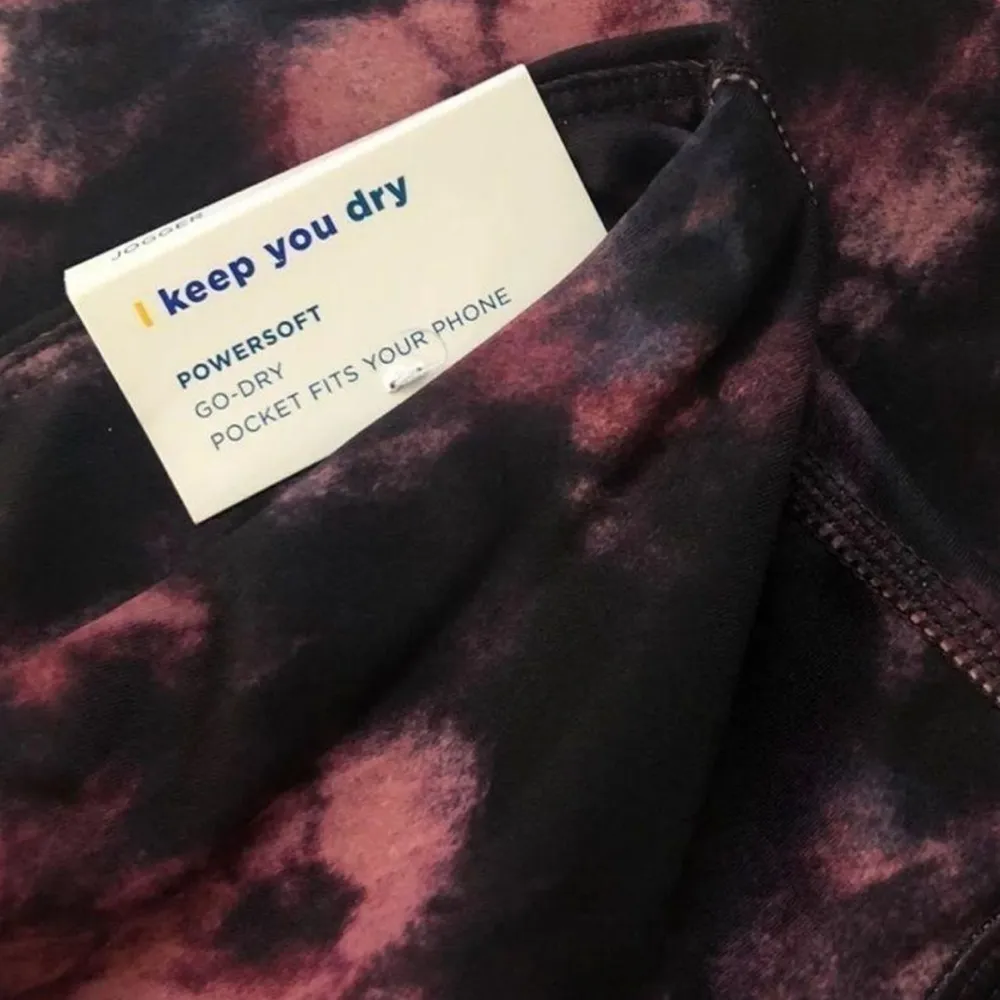 JOGGER
I keep you dry
POWERSOFT
GO-DRY
POCKET FITS YOUR PHONE